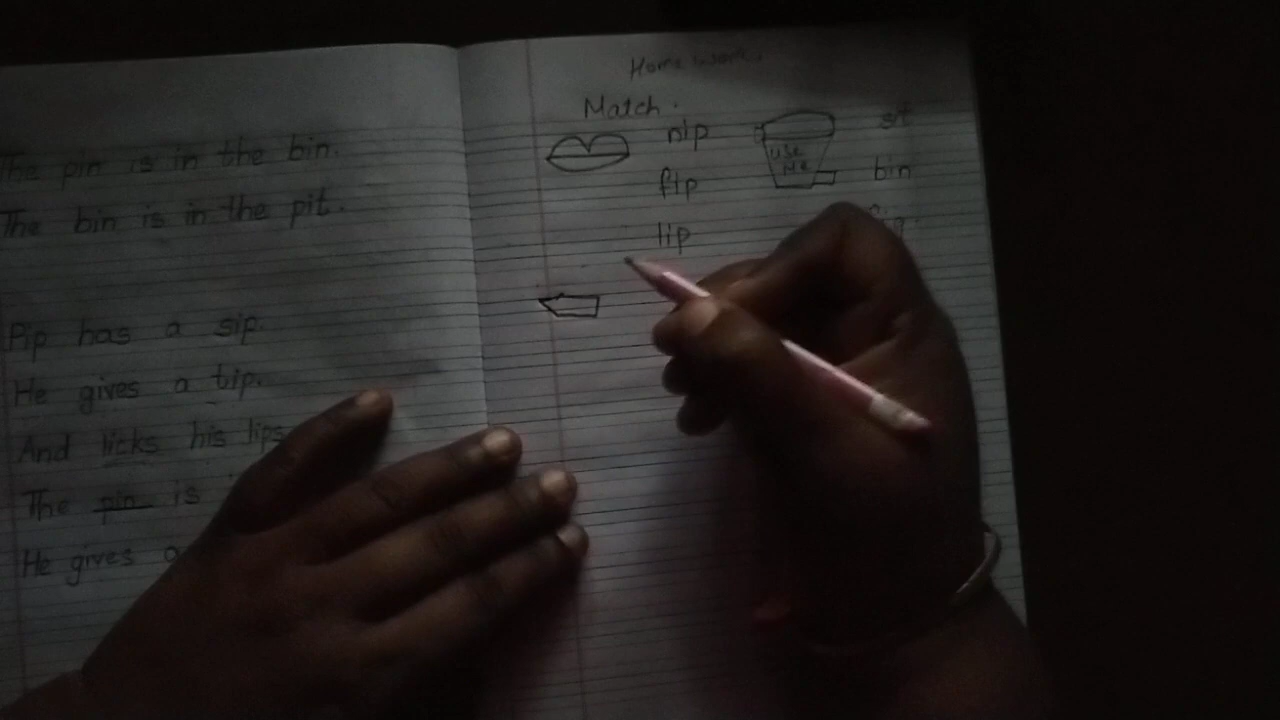 The pin is in the bin.
The bin is in the pit.
Pip has a sip.
He gives a tip.
And licks his lips
The pin is
He gives a
Home Work.
Match.
nip
sit
fip
USE
ME
bin
lip